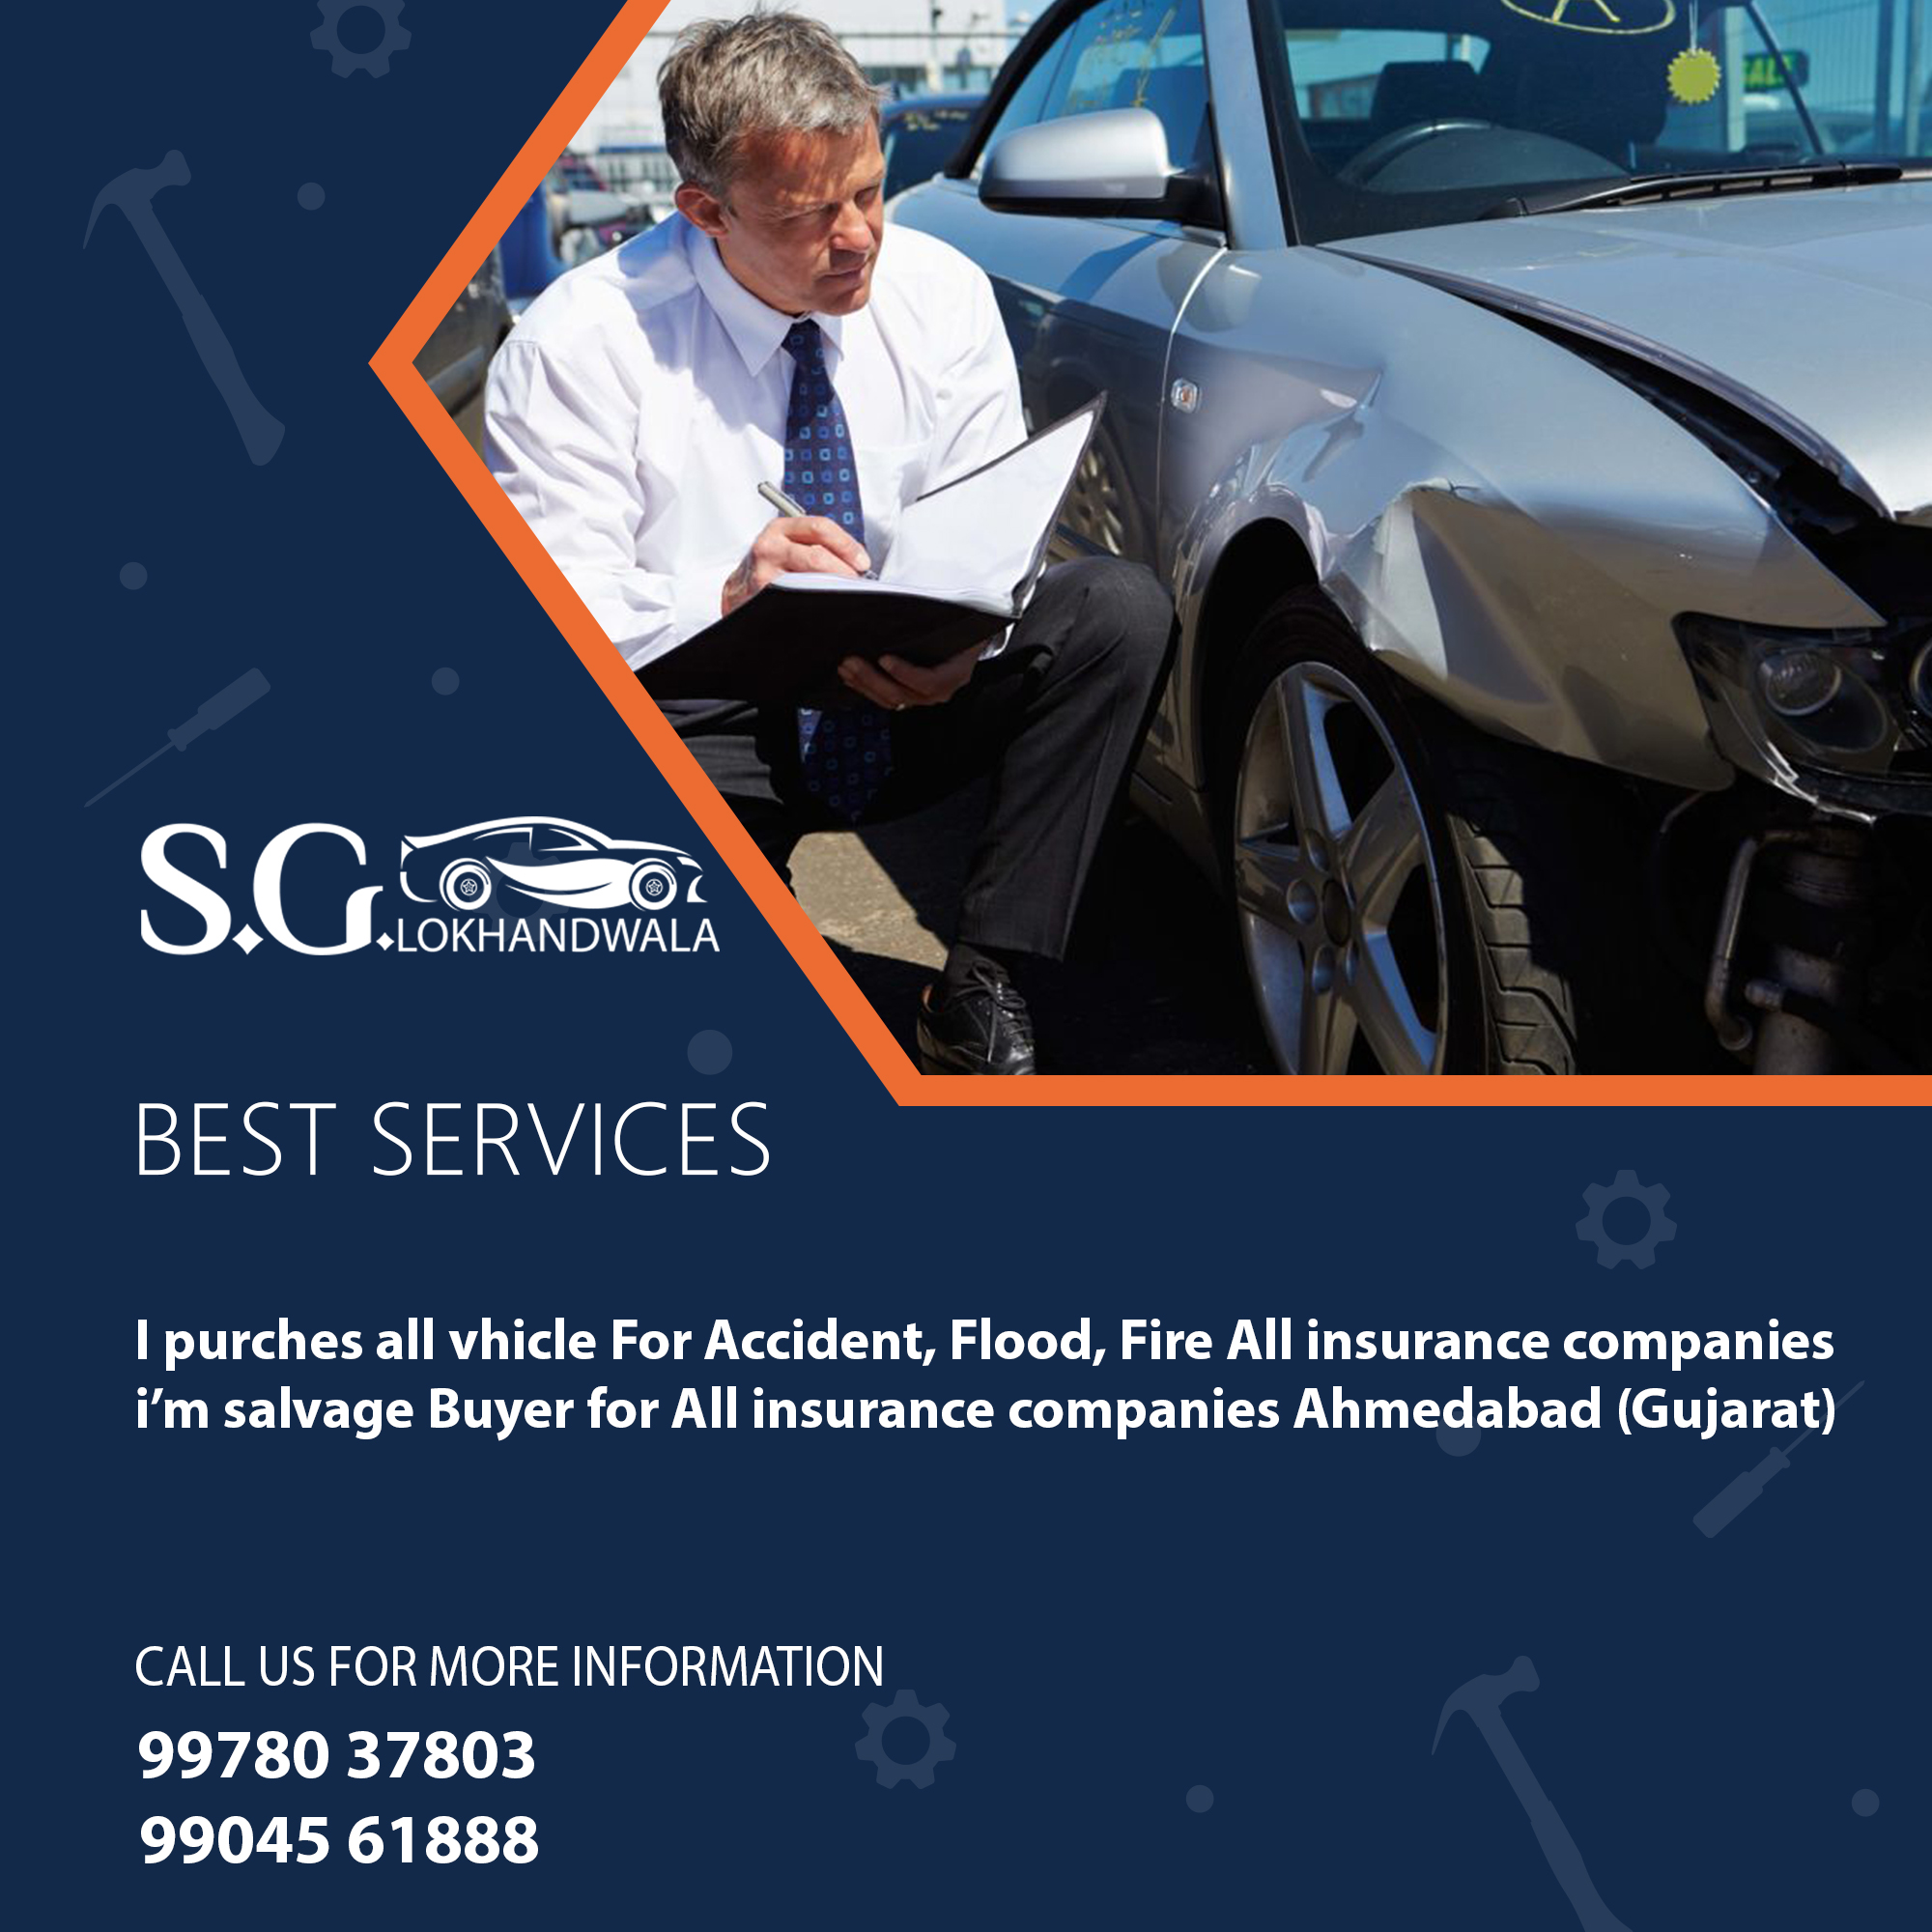 S.G.
LOKHANDWALA
BEST SERVICES
I purches all vhicle For Accident, Flood, Fire All insurance companies
i’m salvage Buyer for All insurance companies Ahmedabad (Gujarat)
CALL US FOR MORE INFORMATION
99780 37803
99045 61888